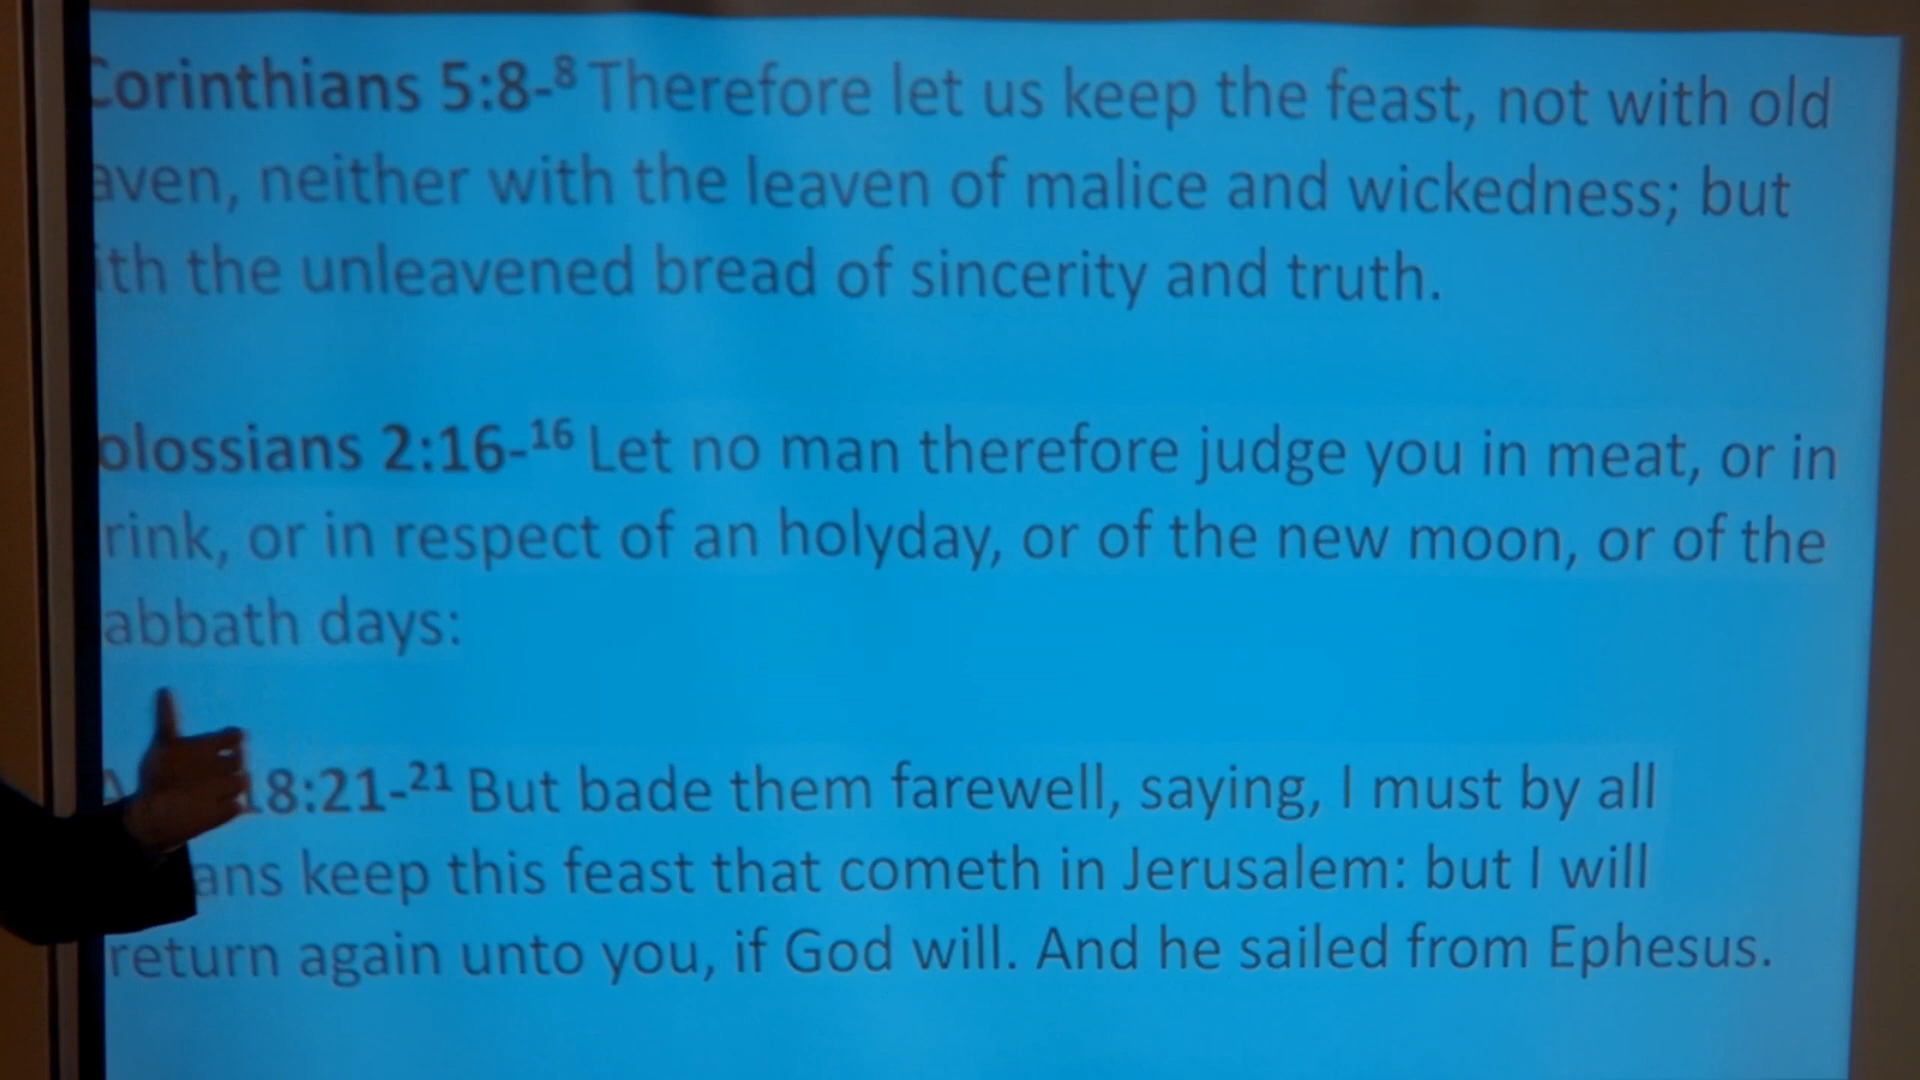 Corinthians 5:8-8 Therefore let us keep the feast, not with old
aven, neither with the leaven of malice and wickedness; but
ith the unleavened bread of sincerity and truth.
olossians 2:16-16 Let no man therefore judge you in meat, or in
rink, or in respect of an holyday, or of the new moon, or of the
abbath days:
18:21-21 But bade them farewell, saying, I must by all
ans keep this feast that cometh in Jerusalem: but I will
return again unto you, if God will. And he sailed from Ephesus.